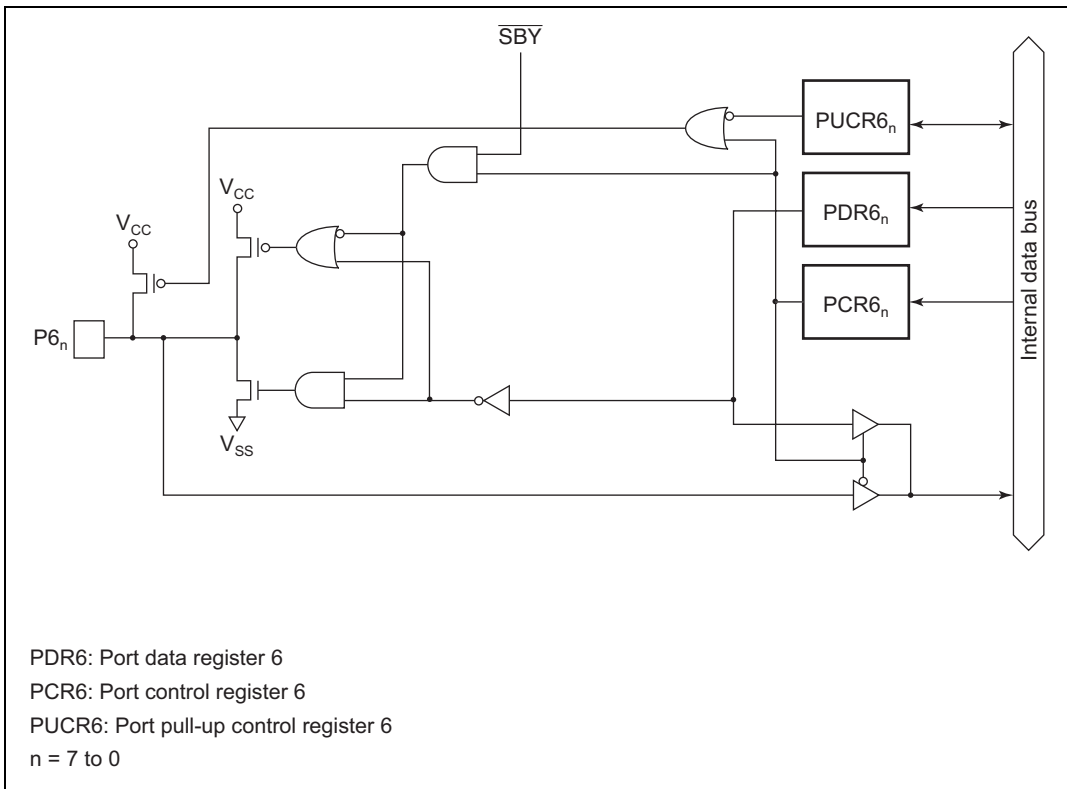 SBY
PUCR6n
VCC
VCC
PDR6n
PCR6n
P6n
VSS
Internal data bus
PDR6: Port data register 6
PCR6: Port control register 6
PUCR6: Port pull-up control register 6
n = 7 to 0